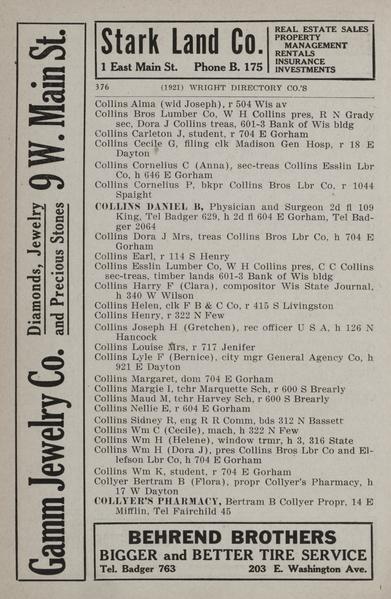 Stark Land Co.
1 East Main St. Phone B. 175
REAL ESTATE SALES
PROPERTY
MANAGEMENT
RENTALS
INSURANCE
INVESTMENTS
Gamm Jewelry Co. Diamonds, Jewelry and Precious Stones 9 W. Main St.
376 (1921) WRIGHT DIRECTORY CO.'S
Collins Alma (wid Joseph), r 504 Wis av
Collins Bros Lumber Co, W H Collins pres, R N Grady
sec, Dora J Collins treas, 601-3 Bank of Wis bldg
Collins Carleton J, student, r 704 E Gorham
Collins Cecile G, filing clk Madison Gen Hosp, r 18 E
Dayton
Collins Cornelius C (Anna), sec-treas Collins Esslin Lbr
Co, h 646 E Gorham
Collins Cornelius P, bkpr Collins Bros Lbr Co, r 1044
Spaight
COLLINS DANIEL B, Physician and Surgeon 2d fl 109
King, Tel Badger 629, h 2d fl 604 E Gorham, Tel Bad-
ger 2064
Collins Dora J Mrs, treas Collins Bros Lbr Co, h 704 E
Gorham
Collins Earl, r 114 S Henry
Collins Esslin Lumber Co, W H Collins pres, C C Collins
sec-treas, timber lands 601-3 Bank of Wis bldg
Collins Harry F (Clara), compositor Wis State Journal,
h 340 W Wilson
Collins Helen, clk F B & C Co, r 415 S Livingston
Collins Henry, r 322 N Few
Collins Joseph H (Gretchen), rec officer U S A, h 126 N
Hancock
Collins Louise Mrs, r 717 Jenifer
Collins Lyle F (Bernice), city mgr General Agency Co, h
921 E Dayton
Collins Margaret, dom 704 E Gorham
Collins Margie I, tchr Marquette Sch, r 600 S Brearly
Collins Maud M, tchr Harvey Sch, r 600 S Brearly
Collins Nellie E, r 604 E Gorham
Collins Sidney R, eng R R Comm, bds 312 N Bassett
Collins Wm C (Cecile), mach, h 322 N Few
Collins Wm H (Helene), window trmr, h 3, 316 State
Collins Wm H (Dora J), pres Collins Bros Lbr Co and El-
lefson Lbr Co, h 704 E Gorham
Collins Wm K, student, r 704 E Gorham
Collyer Bertram B (Flora), propr Collyer's Pharmacy, h
17 W Dayton
COLLYER'S PHARMACY, Bertram B Collyer Propr, 14 E
Mifflin, Tel Fairchild 45
BEHREND BROTHERS
BIGGER and BETTER TIRE SERVICE
Tel. Badger 763 203 E. Washington Ave.